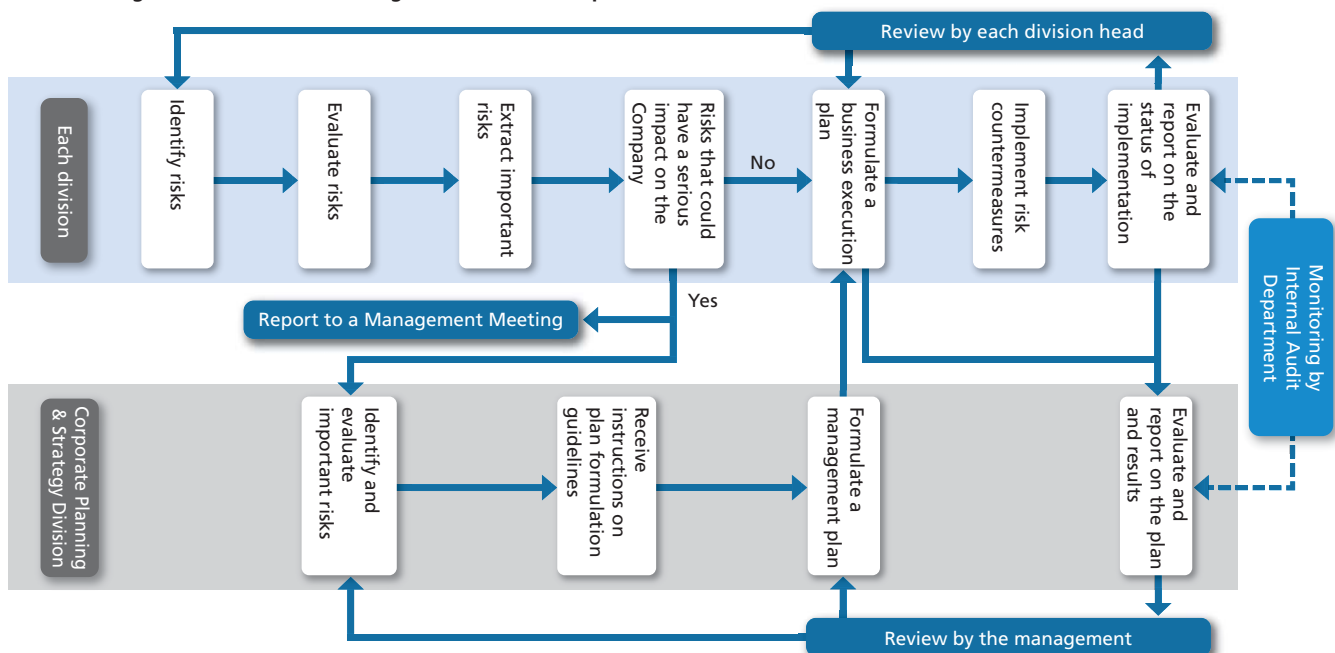 Review by each division head
Each division
Identify risks
Evaluate risks
Extract important
risks
Risks that could
have a serious
impact on the
Company
No
Formulate a
business execution
plan
Implement risk
countermeasures
Evaluate and
report on the
status of
implementation
Monitoring by
Internal Audit
Department
Yes
Report to a Management Meeting
Corporate Planning
& Strategy Division
Identify and
evaluate
important risks
Receive
instructions on
plan formulation
guidelines
Formulate a
management plan
Evaluate and
report on the plan
and results
Review by the management